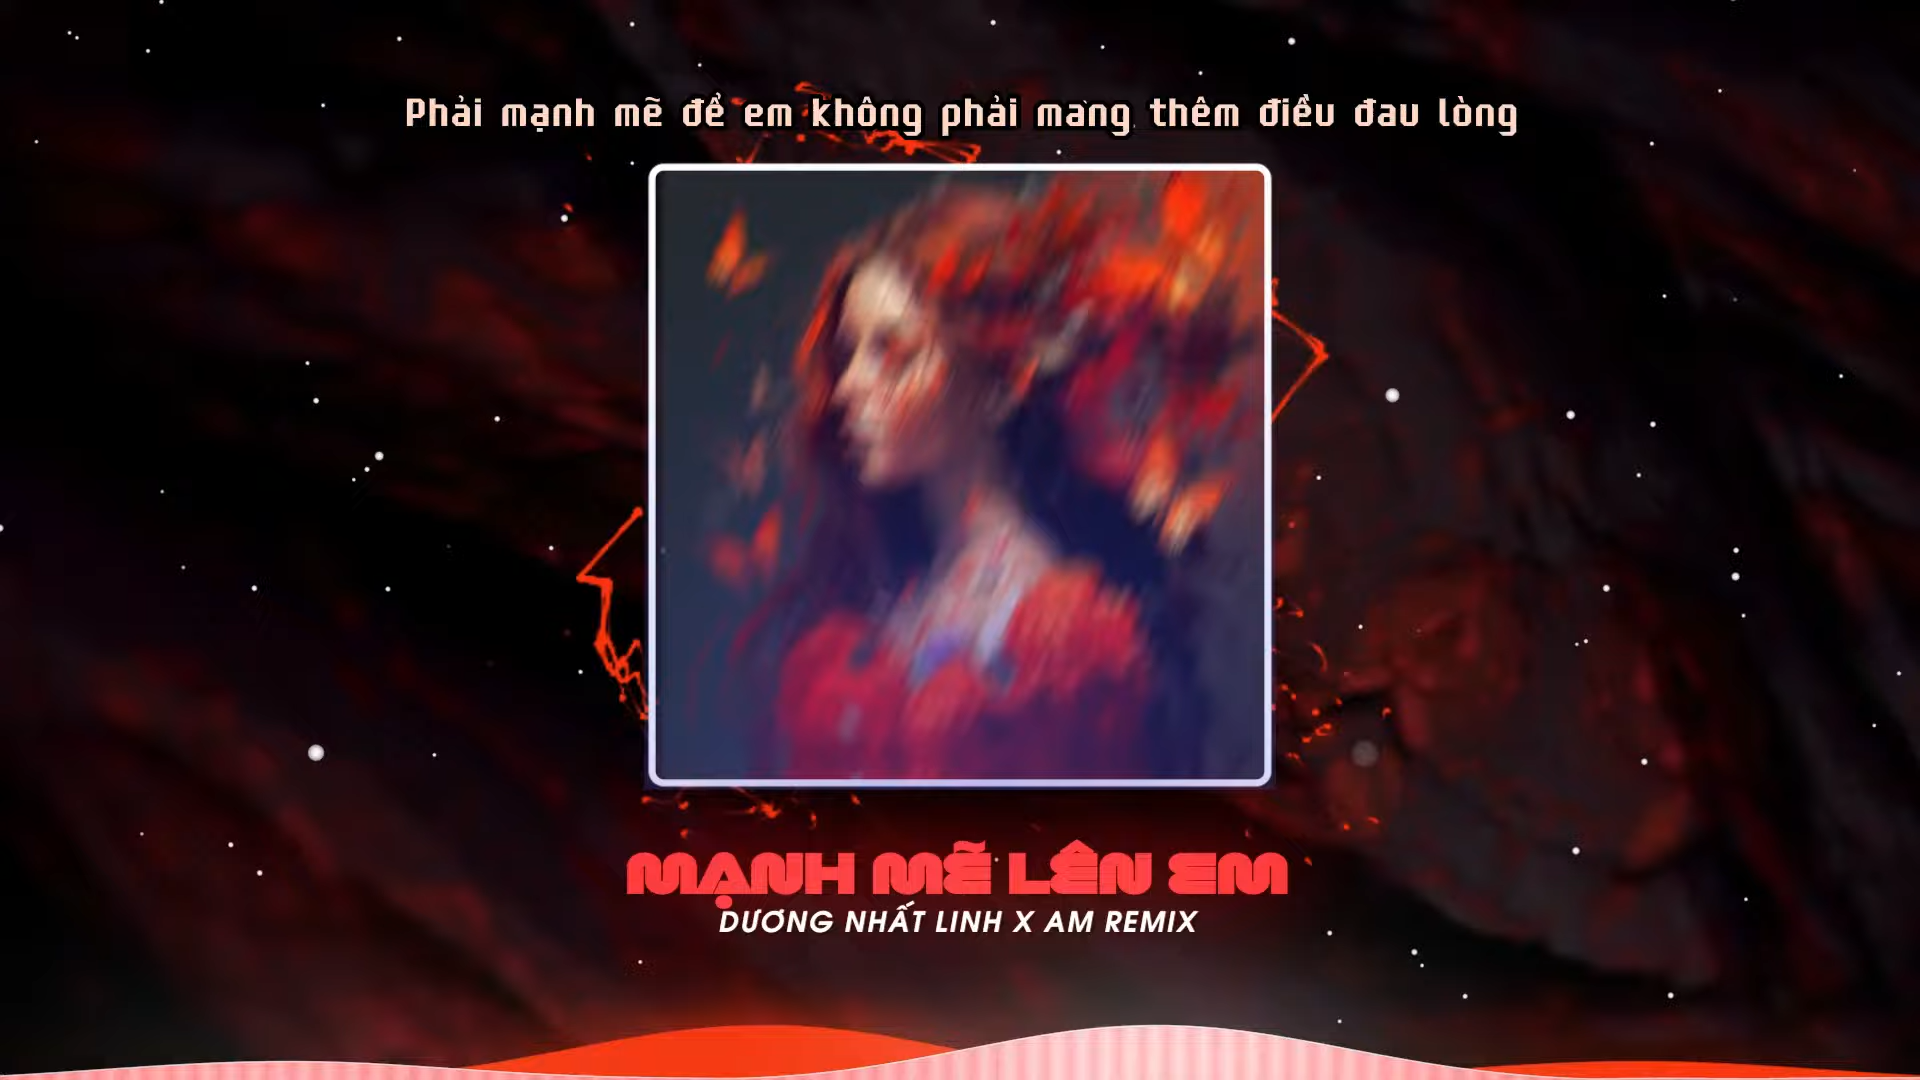 Phải mạnh mẽ để em không phải mang thêm điều đau lòng
MẠNH MẼ LÊN EM
DƯƠNG NHẤT LINH X AM REMIX